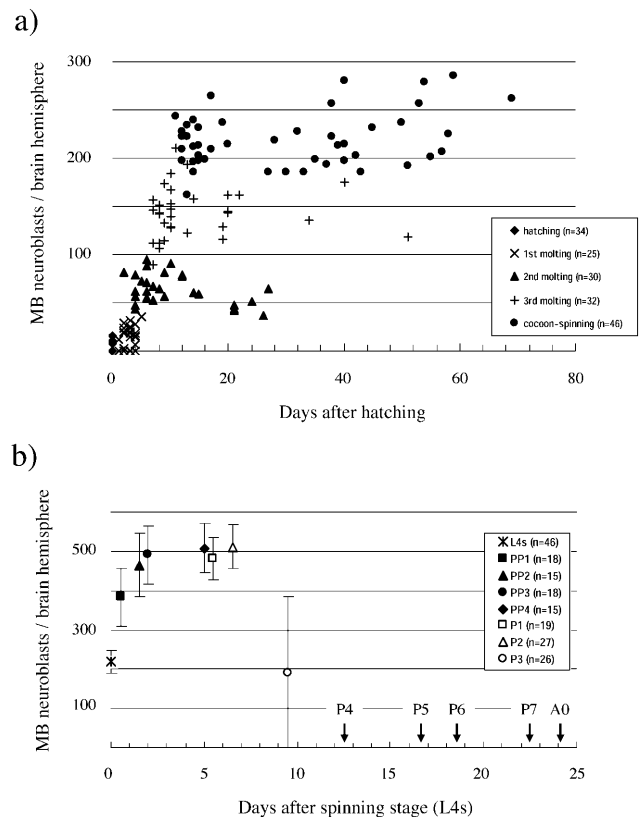 a)
300
200
100
0
20
40
60
80
MB neuroblasts / brain hemisphere
Days after hatching
hatching (n=34)
1st molting (n=25)
2nd molting (n=30)
3rd molting (n=32)
cocoon-spinning (n=46)
b)
500
300
100
0
5
10
15
20
25
MB neuroblasts / brain hemisphere
Days after spinning stage (L4s)
L4s (n=46)
PP1 (n=18)
PP2 (n=15)
PP3 (n=18)
PP4 (n=15)
P1 (n=19)
P2 (n=27)
P3 (n=26)
P4 P5 P6 P7 A0